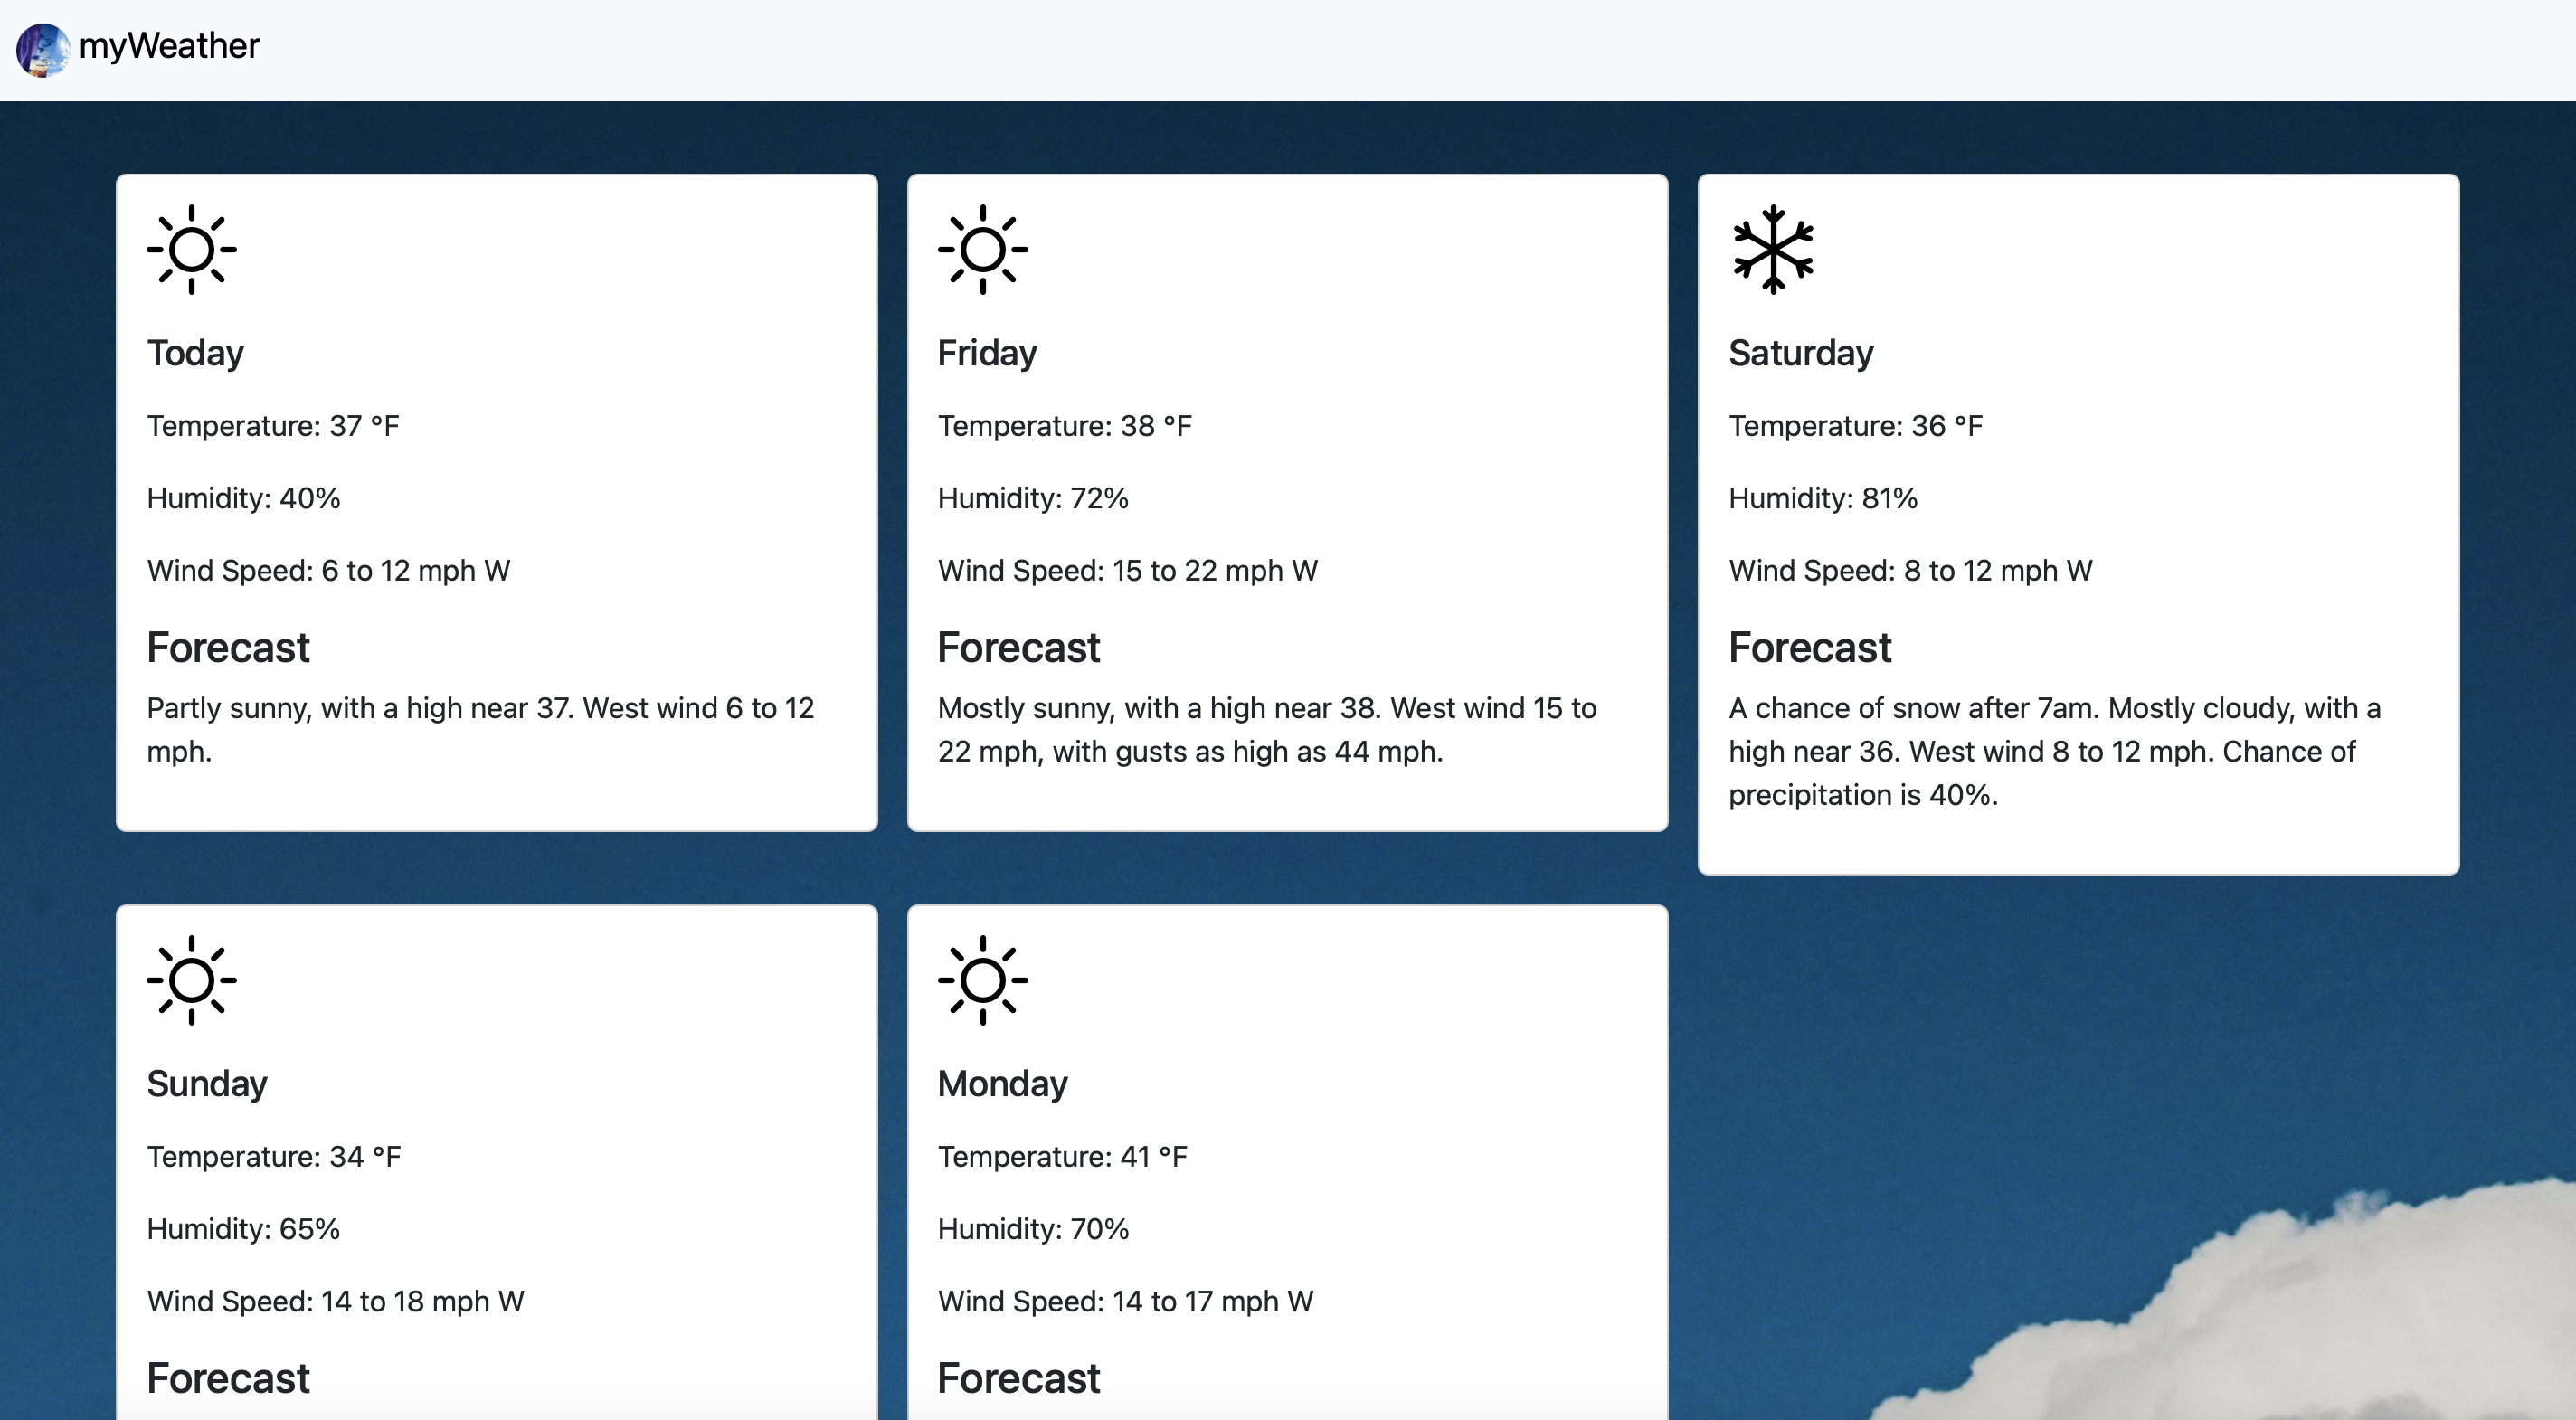 myWeather
Today
Temperature: 37 °F
Humidity: 40%
Wind Speed: 6 to 12 mph W
Forecast
Partly sunny, with a high near 37. West wind 6 to 12
mph.
Friday
Temperature: 38 °F
Humidity: 72%
Wind Speed: 15 to 22 mph W
Forecast
Mostly sunny, with a high near 38. West wind 15 to
22 mph, with gusts as high as 44 mph.
Saturday
Temperature: 36 °F
Humidity: 81%
Wind Speed: 8 to 12 mph W
Forecast
A chance of snow after 7am. Mostly cloudy, with a
high near 36. West wind 8 to 12 mph. Chance of
precipitation is 40%.
Sunday
Temperature: 34 °F
Humidity: 65%
Wind Speed: 14 to 18 mph W
Forecast
Monday
Temperature: 41 °F
Humidity: 70%
Wind Speed: 14 to 17 mph W
Forecast